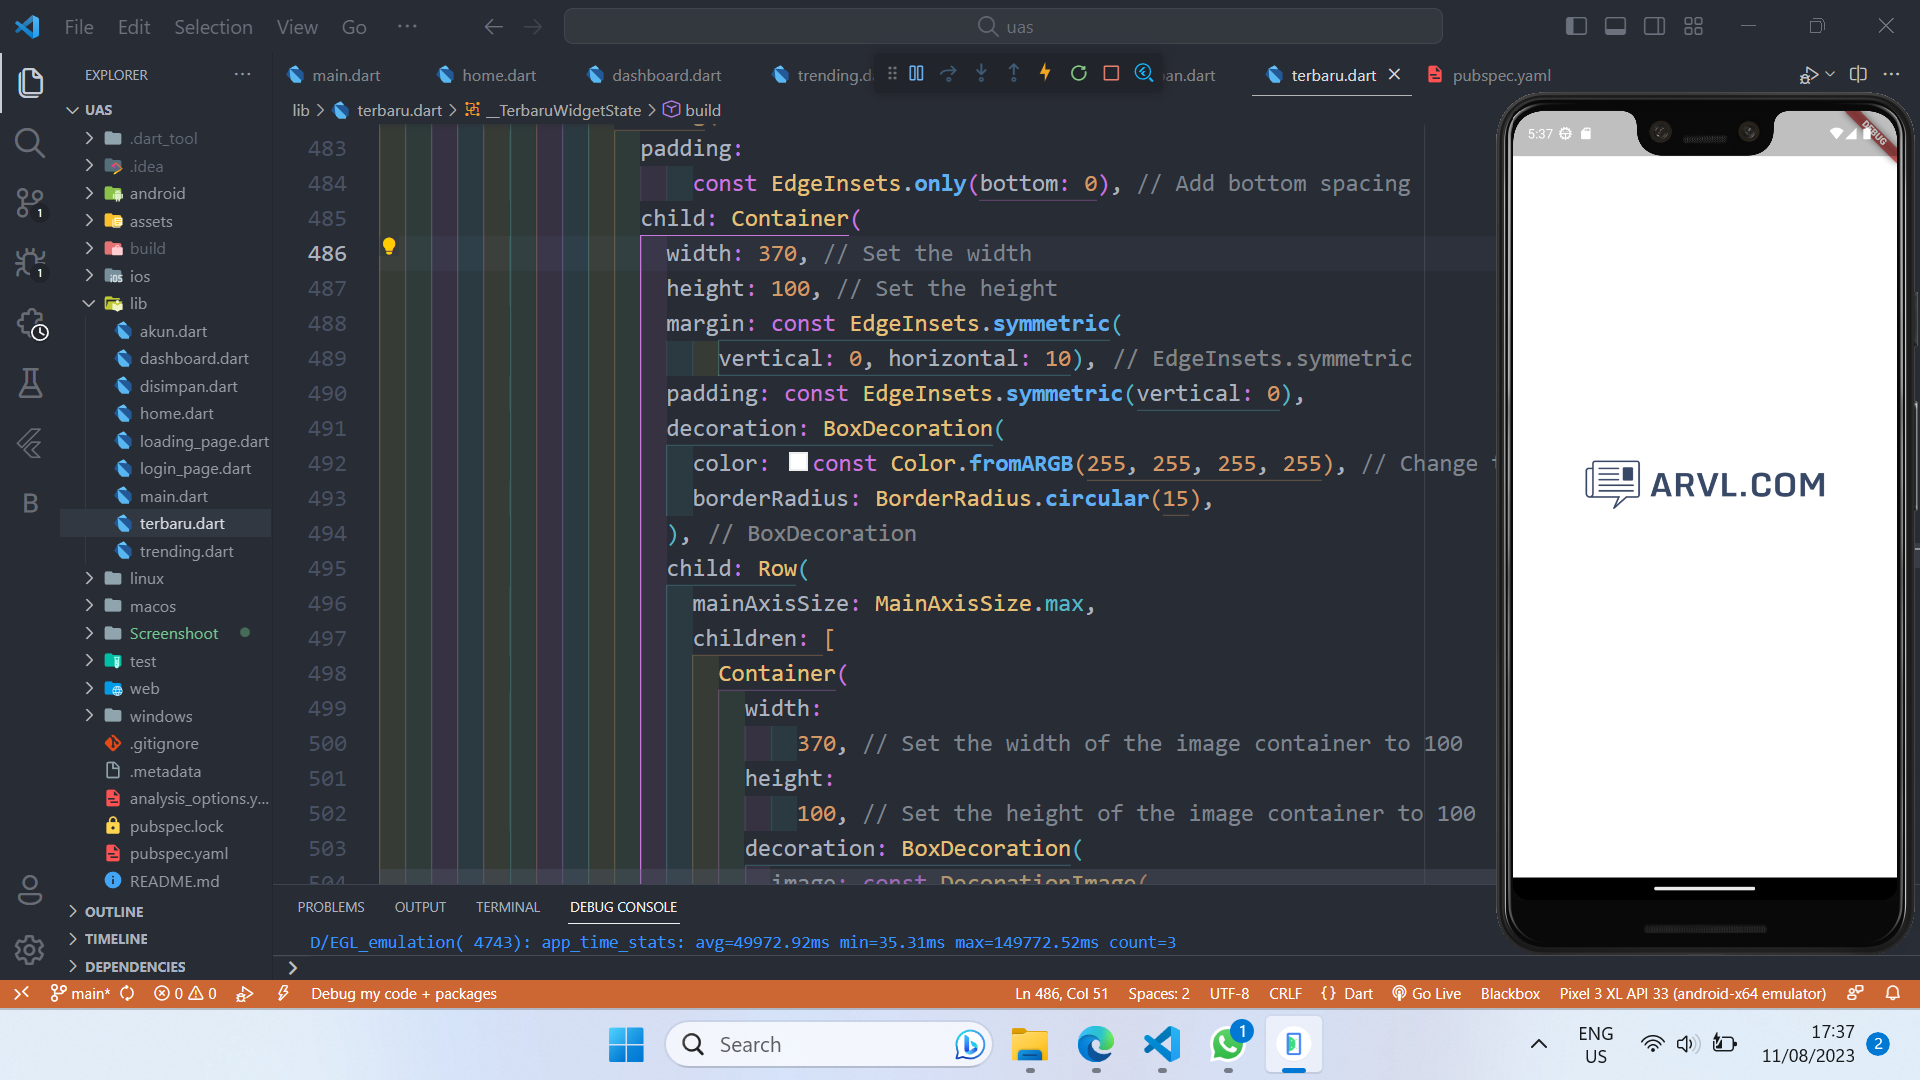 File Edit Selection View Go ··· uas
EXPLORER ···
UAS
.dart_tool
.idea
android
assets
build
ios
lib
akun.dart
dashboard.dart
disimpan.dart
home.dart
loading_page.dart
login_page.dart
main.dart
terbaru.dart
trending.dart
linux
macos
Screenshoot
test
web
windows
.gitignore
.metadata
analysis_options.y...
pubspec.lock
pubspec.yaml
README.md
OUTLINE
TIMELINE
DEPENDENCIES
1
1
B
main.dart home.dart dashboard.dart trending.d an.dart terbaru.dart pubspec.yaml
lib > terbaru.dart > __TerbaruWidgetState > build
483 padding:
484 const EdgeInsets.only(bottom: 0), // Add bottom spacing
485 child: Container(
486 width: 370, // Set the width
487 height: 100, // Set the height
488 margin: const EdgeInsets.symmetric(
489 vertical: 0, horizontal: 10), // EdgeInsets.symmetric
490 padding: const EdgeInsets.symmetric(vertical: 0),
491 decoration: BoxDecoration(
492 color: const Color.fromARGB(255, 255, 255, 255), // Change
493 borderRadius: BorderRadius.circular(15),
494 ), // BoxDecoration
495 child: Row(
496 mainAxisSize: MainAxisSize.max,
497 children: [
498 Container(
499 width:
500 370, // Set the width of the image container to 100
501 height:
502 100, // Set the height of the image container to 100
503 decoration: BoxDecoration(
504 image: const DecorationImage(
5:37
DEBUG
ARVL.COM
PROBLEMS OUTPUT TERMINAL DEBUG CONSOLE
D/EGL_emulation( 4743): app_time_stats: avg=49972.92ms min=35.31ms max=149772.52ms count=3
>
main* 0 0 Debug my code + packages Ln 486, Col 51 Spaces: 2 UTF-8 CRLF {} Dart Go Live Blackbox Pixel 3 XL API 33 (android-x64 emulator)
Search
1
ENG
US
17:37
11/08/2023
2